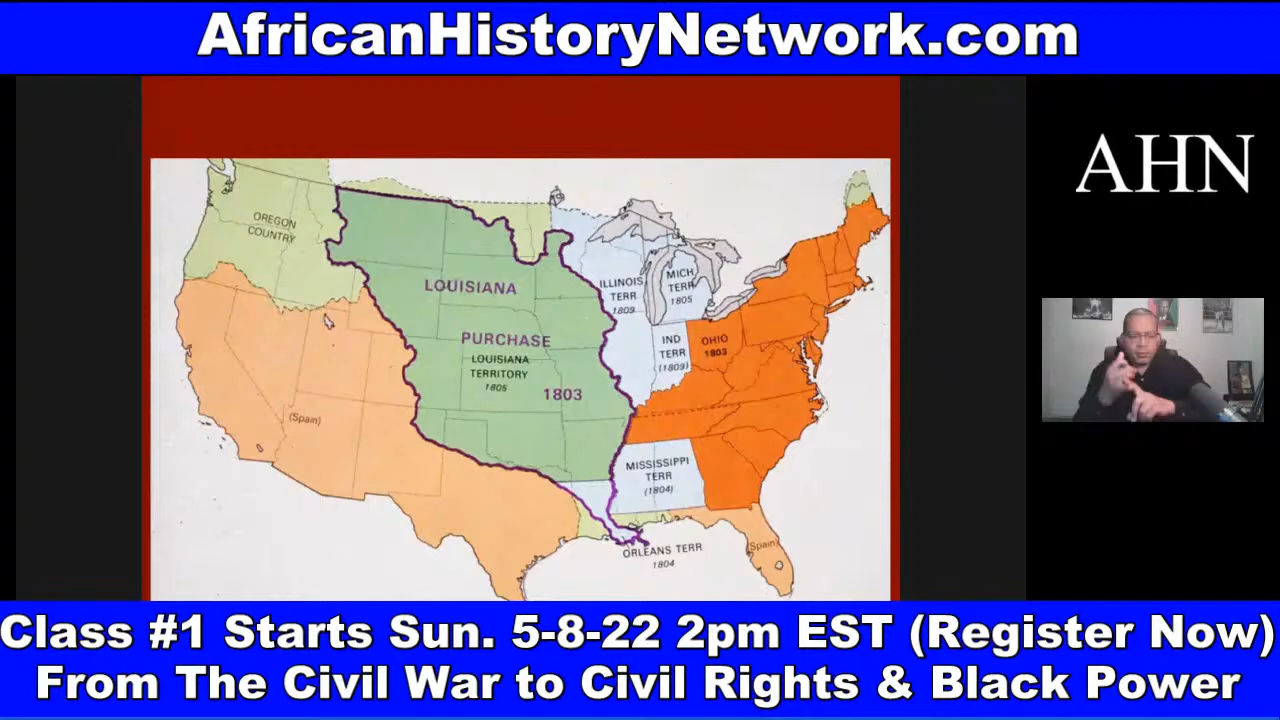 AfricanHistoryNetwork.com
AHN
OREGON
COUNTRY
LOUISIANA
PURCHASE
LOUISIANA
TERRITORY
1805
1803
ILLINOIS
TERR
1809
MICH
TERR
1805
IND
TERR
(1809)
OHIO
1803
(Spain)
MISSISSIPPI
TERR
(1804)
ORLEANS TERR
1804
(Spain)
Class #1 Starts Sun. 5-8-22 2pm EST (Register Now)
From The Civil War to Civil Rights & Black Power